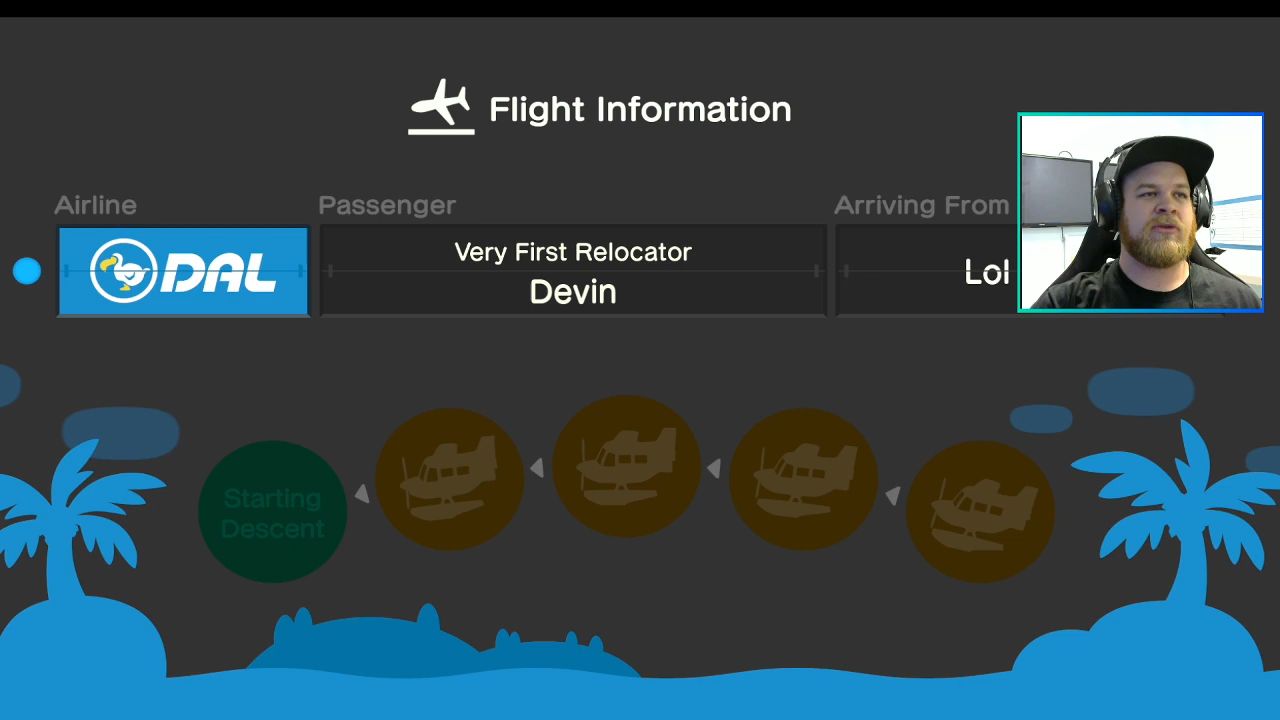 Flight Information
Airline
Passenger
Arriving From
DAL
Very First Relocator
Devin
Lol
Starting
Descent